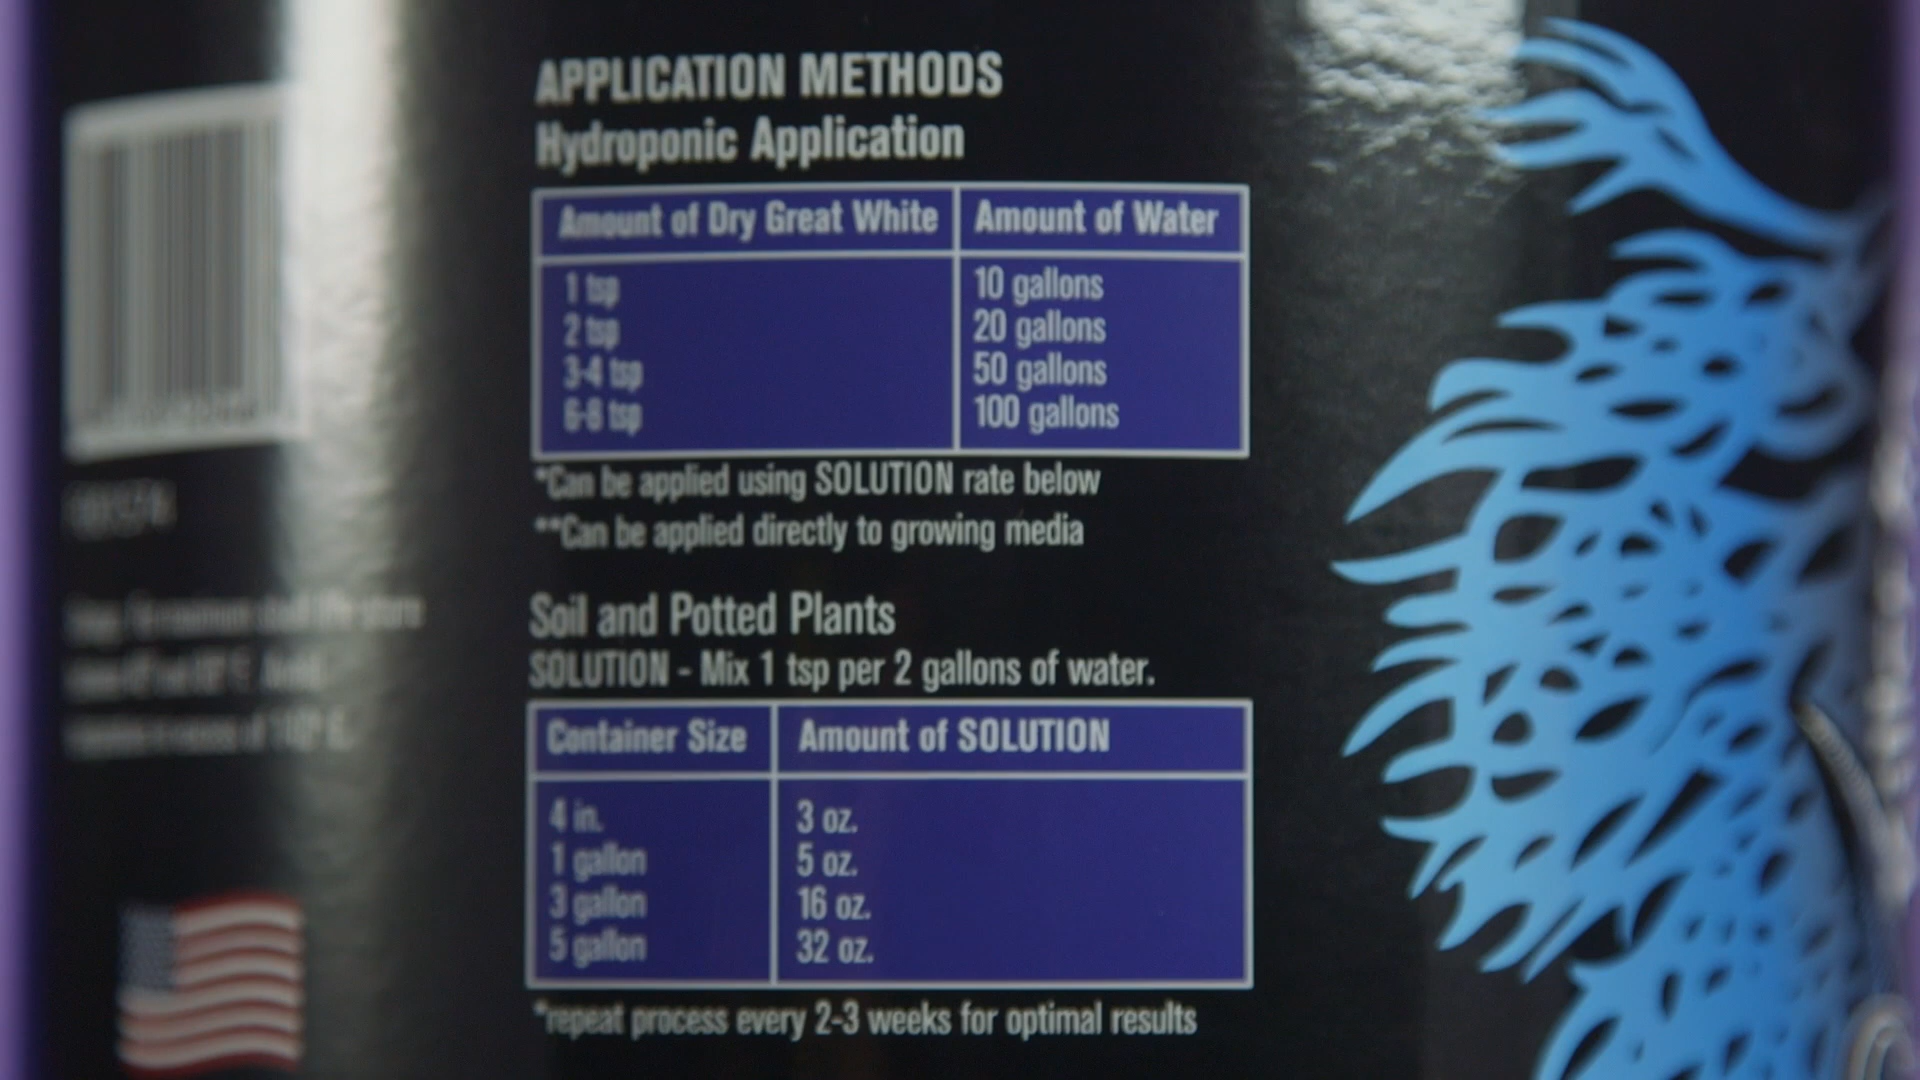 APPLICATION METHODS
Hydroponic Application
Amount of Dry Great White Amount of Water
1 tsp 10 gallons
2 tsp 20 gallons
3-4 tsp 50 gallons
6-8 tsp 100 gallons
*Can be applied using SOLUTION rate below
**Can be applied directly to growing media
Soil and Potted Plants
SOLUTION - Mix 1 tsp per 2 gallons of water.
Container Size Amount of SOLUTION
4 in. 3 oz.
1 gallon 5 oz.
3 gallon 16 oz.
5 gallon 32 oz.
*repeat process every 2-3 weeks for optimal results